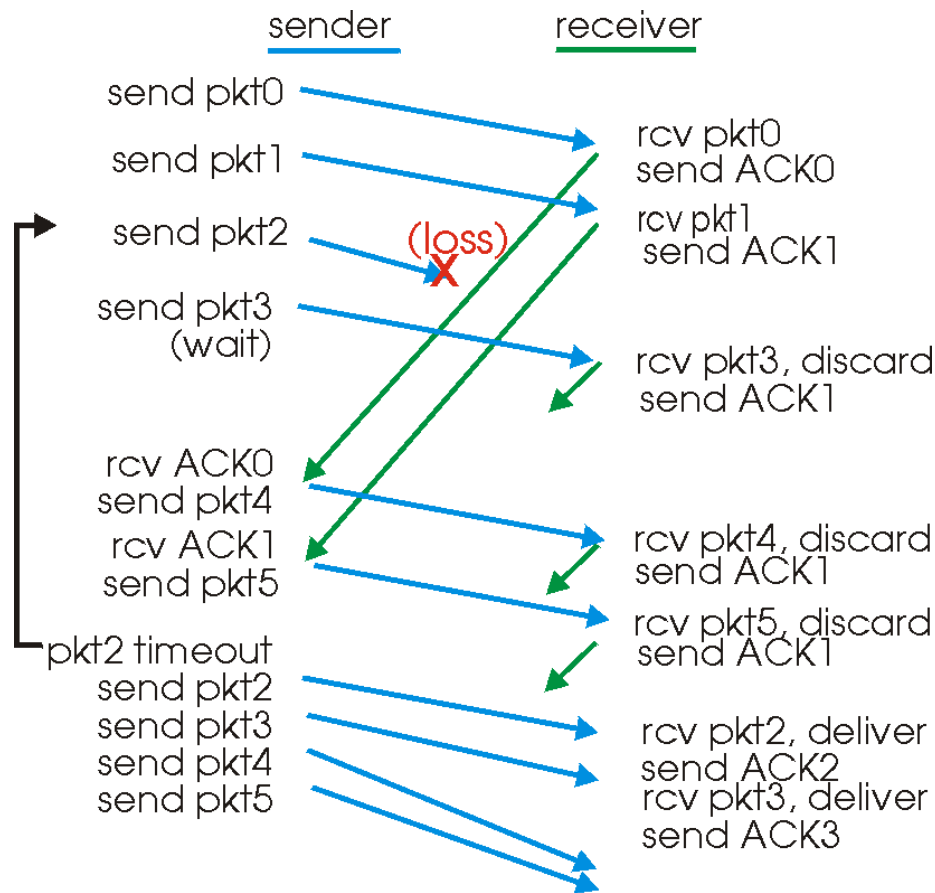 sender
receiver
send pkt0
rcv pkt0
send ACK0
send pkt1
rcv pkt1
send ACK1
send pkt2
(loss)
X
send pkt3
(wait)
rcv pkt3, discard
send ACK1
rcv ACK0
send pkt4
rcv ACK1
send pkt5
rcv pkt4, discard
send ACK1
rcv pkt5, discard
send ACK1
pkt2 timeout
send pkt2
send pkt3
send pkt4
send pkt5
rcv pkt2, deliver
send ACK2
rcv pkt3, deliver
send ACK3